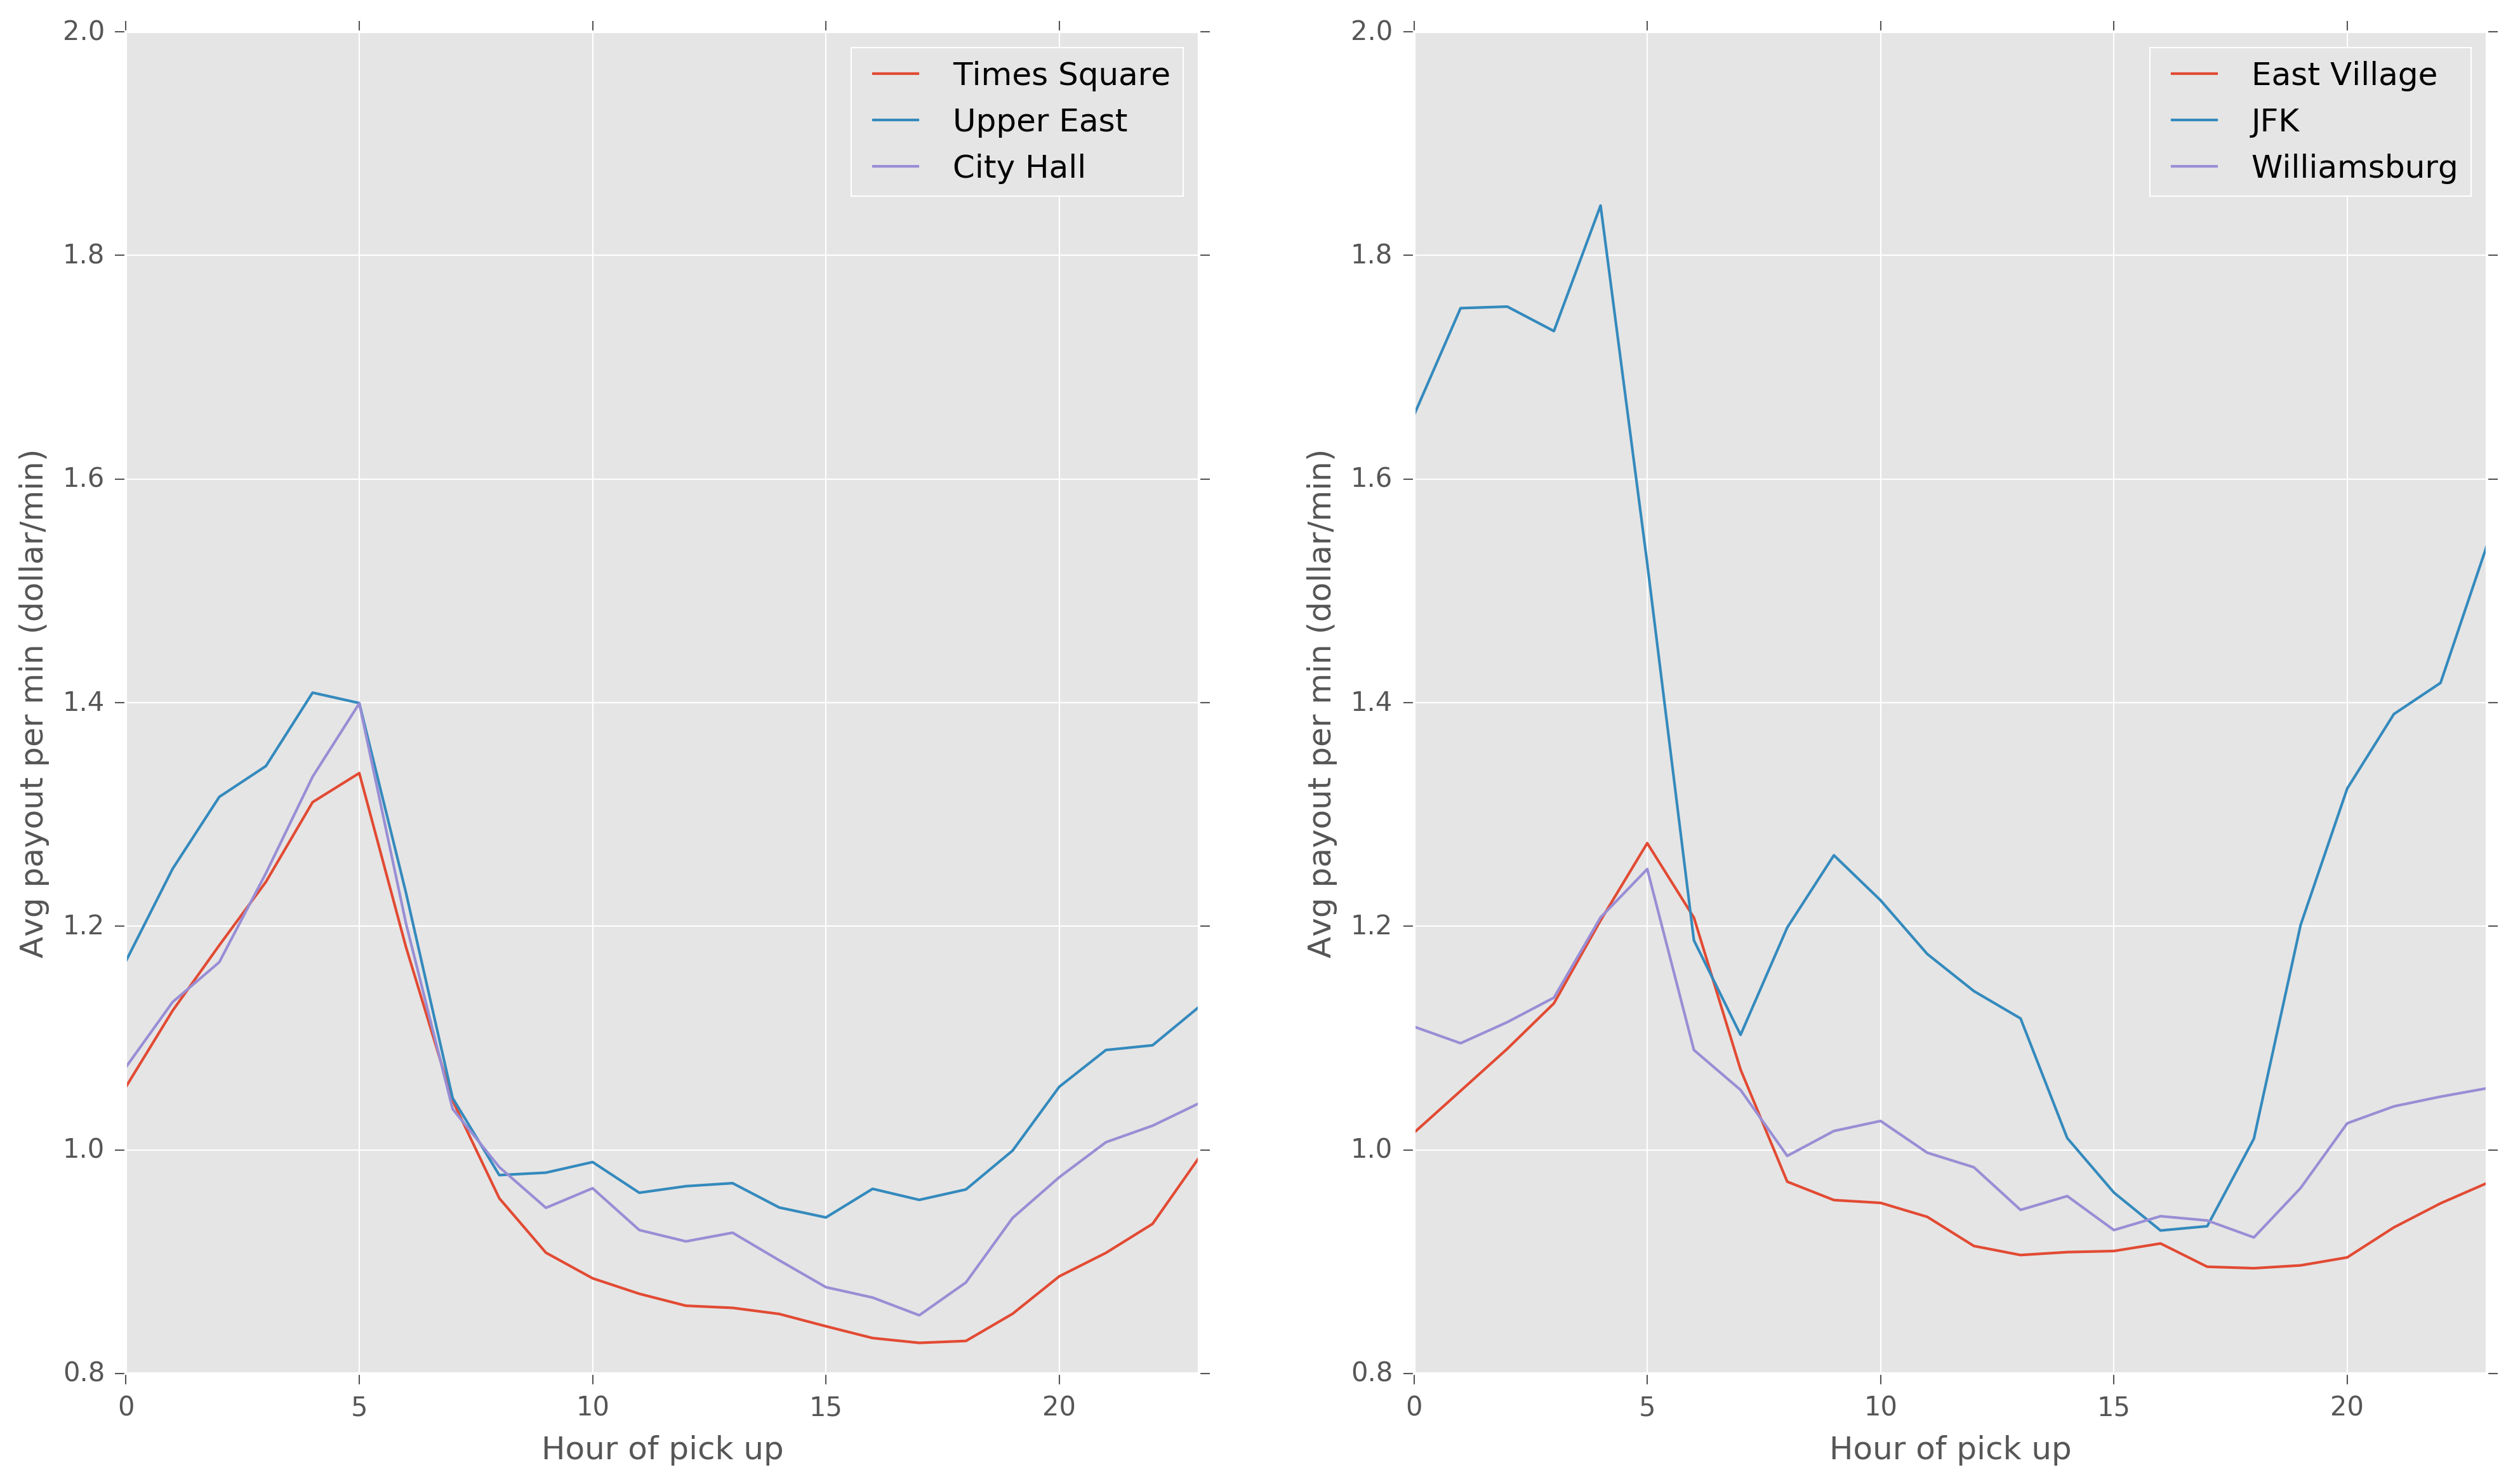 2.0
1.8
1.6
1.4
1.2
1.0
0.8
Avg payout per min (dollar/min)
Times Square
Upper East
City Hall
0 5 10 15 20
Hour of pick up
2.0
1.8
1.6
1.4
1.2
1.0
0.8
Avg payout per min (dollar/min)
East Village
JFK
Williamsburg
0 5 10 15 20
Hour of pick up